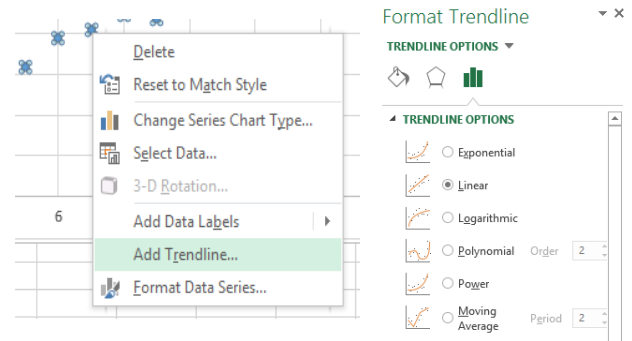 Delete
Reset to Match Style
Change Series Chart Type...
Select Data...
3-D Rotation...
6
Add Data Labels
Add Trendline...
Format Data Series...
Format Trendline
TRENDLINE OPTIONS
TRENDLINE OPTIONS
Exponential
Linear
Logarithmic
Polynomial Order 2
Power
Moving
Average Period 2